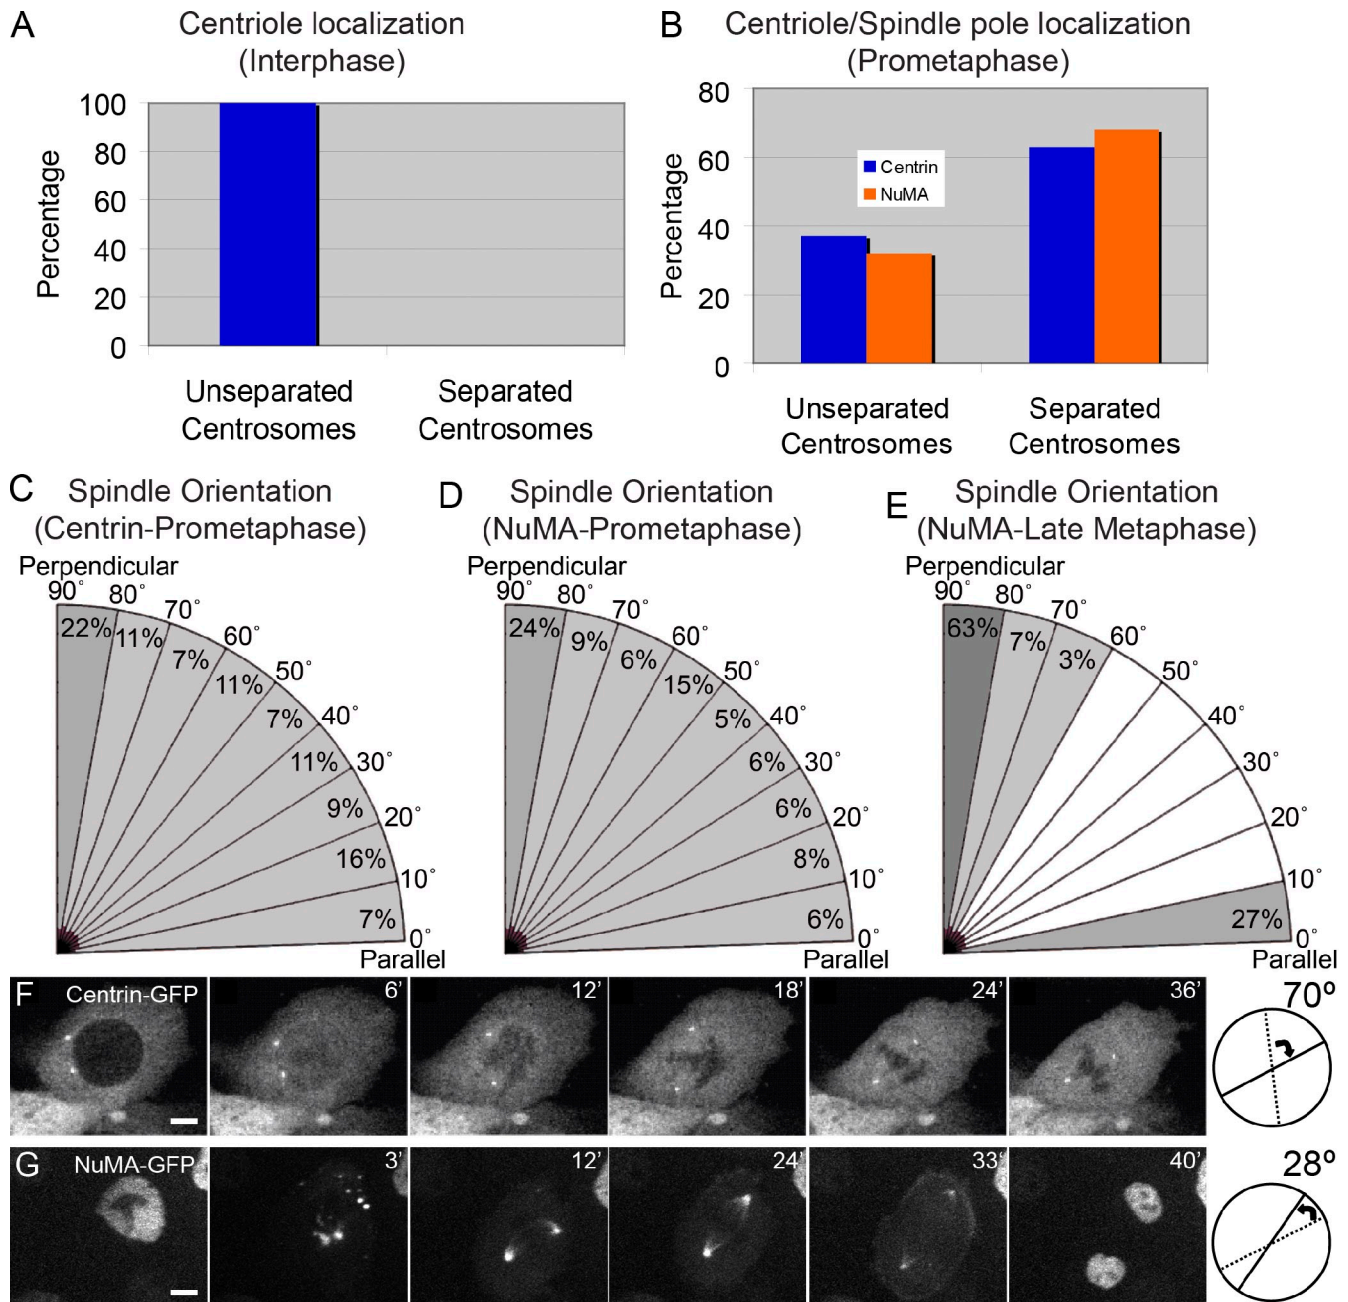 A
Centriole localization
(Interphase)
Percentage
100
80
60
40
20
0
Unseparated
Centrosomes
Separated
Centrosomes
B
Centriole/Spindle pole localization
(Prometaphase)
Percentage
80
60
40
20
0
Centrin
NuMA
Unseparated
Centrosomes
Separated
Centrosomes
C
Spindle Orientation
(Centrin-Prometaphase)
Perpendicular
90°
80°
70°
60°
50°
40°
30°
20°
10°
0°
22%
11%
7%
11%
7%
11%
9%
16%
7%
Parallel
D
Spindle Orientation
(NuMA-Prometaphase)
Perpendicular
90°
80°
70°
60°
50°
40°
30°
20°
10°
0°
24%
9%
6%
15%
5%
6%
6%
8%
6%
Parallel
E
Spindle Orientation
(NuMA-Late Metaphase)
Perpendicular
90°
80°
70°
60°
50°
40°
30°
20°
10°
0°
63%
7%
3%
27%
Parallel
F Centrin-GFP
6’
12’
18’
24’
36’
70º
G NuMA-GFP
3’
12’
24’
33’
40’
28º